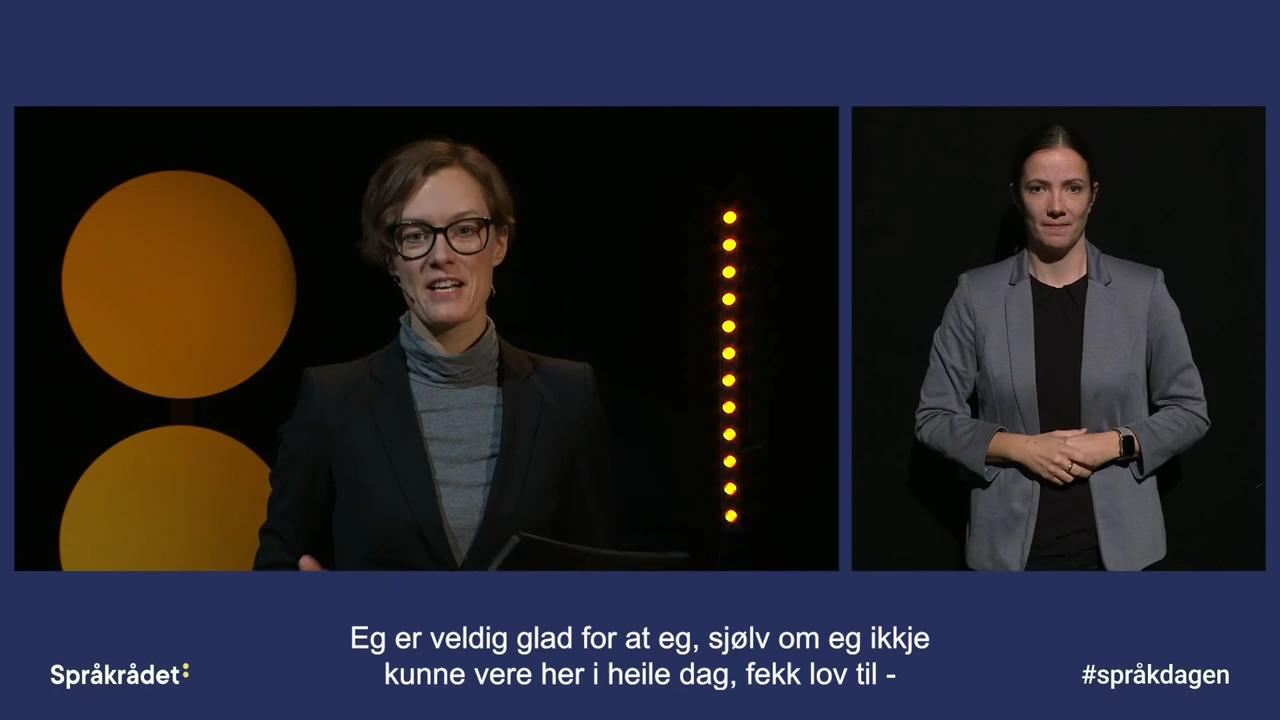 Eg er veldig glad for at eg, sjølv om eg ikkje
kunne vere her i heile dag, fekk lov til -
Språkrådet:
#språkdagen